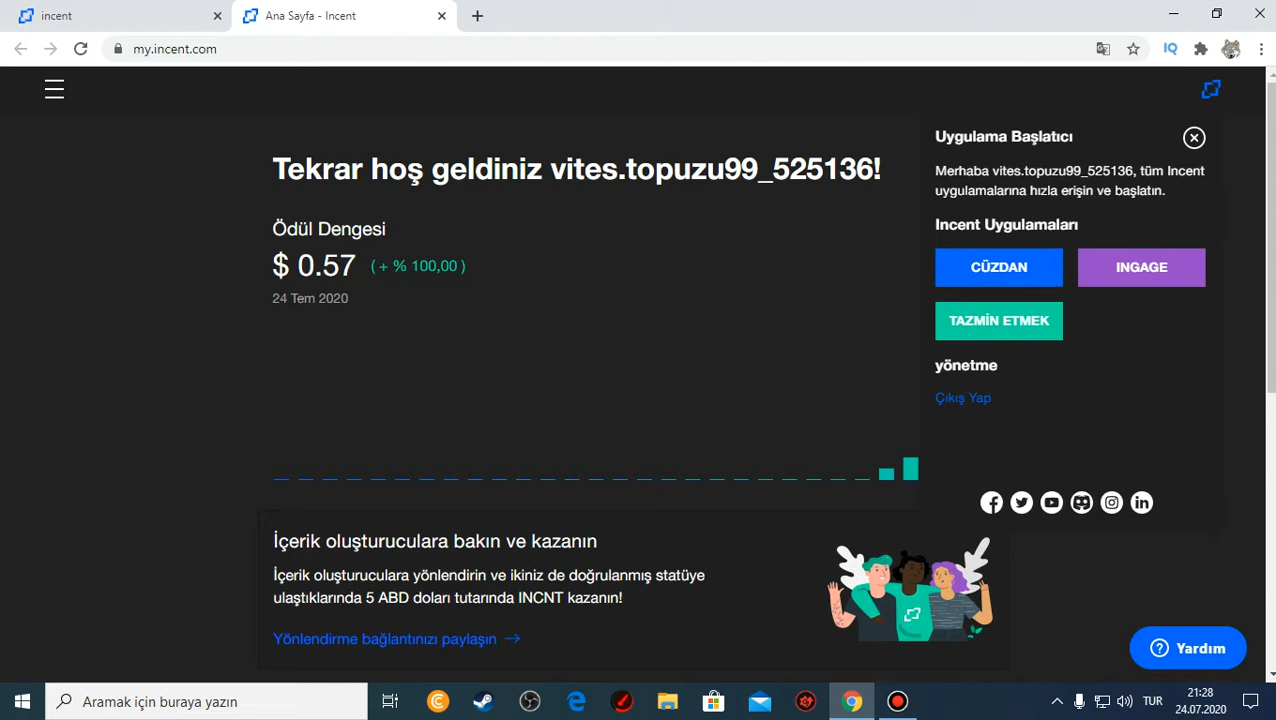 incent
Ana Sayfa - Incent
my.incent.com
IQ
Tekrar hoş geldiniz vites.topuzu99_525136!
Ödül Dengesi
$ 0.57 ( + % 100,00 )
24 Tem 2020
Uygulama Başlatıcı
Merhaba vites.topuzu99_525136, tüm Incent
uygulamalarına hızla erişin ve başlatın.
Incent Uygulamaları
CÜZDAN
INGAGE
TAZMİN ETMEK
yönetme
Çıkış Yap
İçerik oluşturuculara bakın ve kazanın
İçerik oluşturuculara yönlendirin ve ikiniz de doğrulanmış statüye
ulaştıklarında 5 ABD doları tutarında INCNT kazanın!
Yönlendirme bağlantınızı paylaşın
Yardım
Aramak için buraya yazın
TUR
21:28
24.07.2020